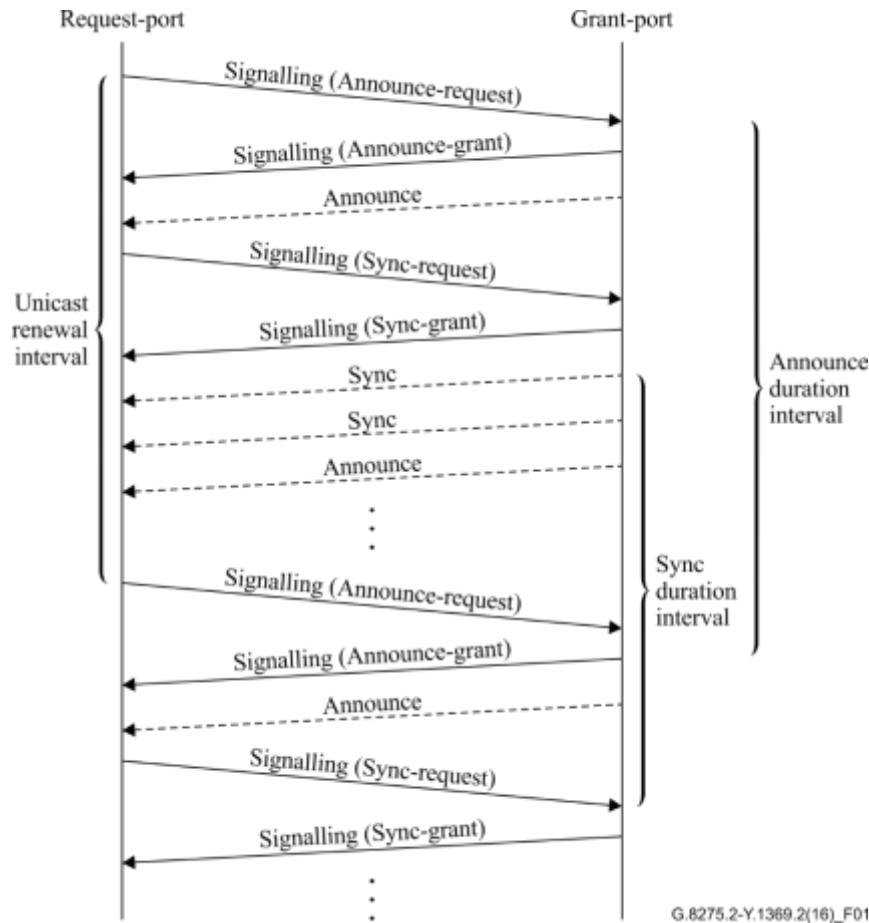 Request-port
Grant-port
Signalling (Announce-request)
Signalling (Announce-grant)
Announce
Signalling (Sync-request)
Unicast
renewal
interval
Signalling (Sync-grant)
Sync
Sync
Announce
Announce
duration
interval
Sync
duration
interval
Signalling (Announce-request)
Signalling (Announce-grant)
Announce
Signalling (Sync-request)
Signalling (Sync-grant)
G.8275.2-Y.1369.2(16)_F01